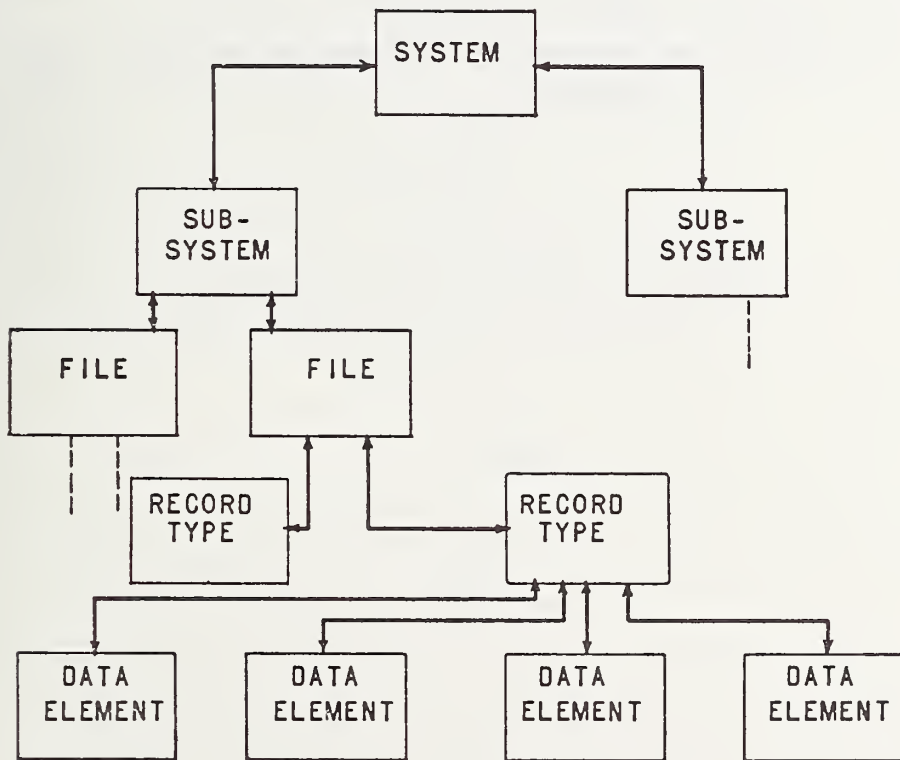 SYSTEM
SUB-
SYSTEM
SUB-
SYSTEM
FILE
FILE
RECORD
TYPE
RECORD
TYPE
DATA
ELEMENT
DATA
ELEMENT
DATA
ELEMENT
DATA
ELEMENT